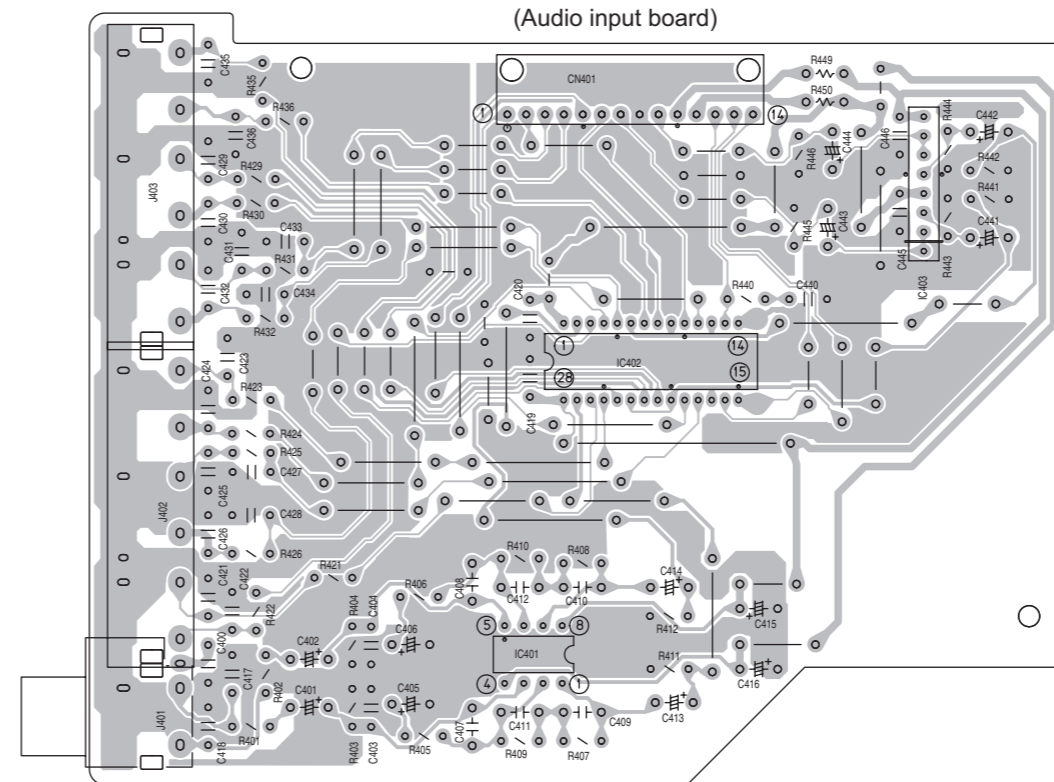 (Audio input board)
CN401
1
14
R449
R450
C435
R435
R436
C436
C429
R429
J403
R430
C430
C433
C431
R431
C432
C434
R432
R446
C444
C446
R444
C442
R442
R441
C441
R445
C443
C445
R443
IC403
C420
R440
C440
1
14
IC402
28
15
C419
C424
C423
R423
R424
R425
C427
C425
J402
C428
C426
R426
C421
C422
R421
R422
C400
R404
C404
R406
C408
R410
R408
C412
C410
C414
R412
C415
5
8
IC401
4
1
R411
C416
C402
C406
C417
R402
C401
C405
C413
J401
C418
R401
R403
C403
R405
C407
C411
C409
R409
R407